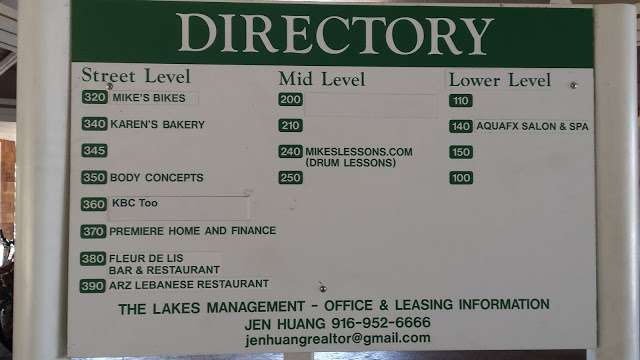 DIRECTORY
Street Level
320 MIKE'S BIKES
340 KAREN'S BAKERY
345
350 BODY CONCEPTS
360 KBC Too
370 PREMIERE HOME AND FINANCE
380 FLEUR DE LIS
BAR & RESTAURANT
390 ARZ LEBANESE RESTAURANT
Mid Level
200
210
240 MIKESLESSONS.COM
(DRUM LESSONS)
250
Lower Level
110
140 AQUAFX SALON & SPA
150
100
THE LAKES MANAGEMENT - OFFICE & LEASING INFORMATION
JEN HUANG 916-952-6666
jenhuangrealtor@gmail.com